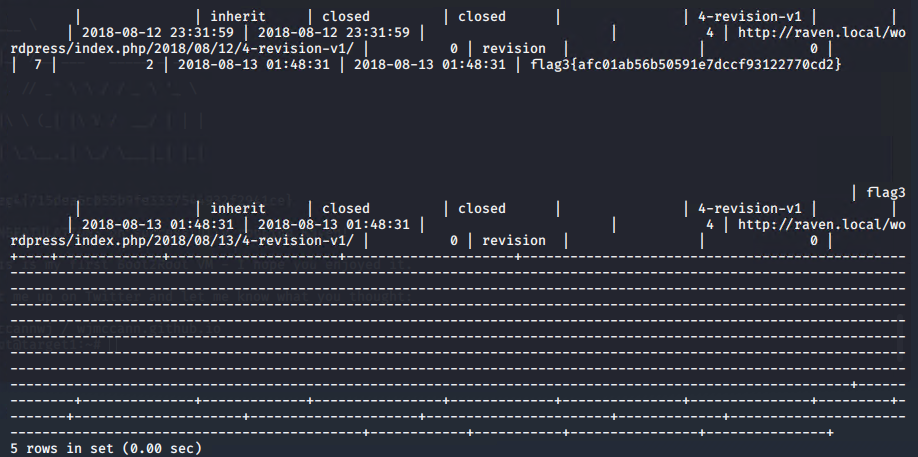 | | inherit | closed | closed | | 4-revision-v1 | |
| 2018-08-12 23:31:59 | 2018-08-12 23:31:59 | | 4 | http://raven.local/wo
rdpress/index.php/2018/08/12/4-revision-v1/ | 0 | revision | | 0 |
| 7 | 2 | 2018-08-13 01:48:31 | 2018-08-13 01:48:31 | flag3{afc01ab56b50591e7dccf93122770cd2}
| flag3
| | inherit | closed | closed | | 4-revision-v1 | |
| 2018-08-13 01:48:31 | 2018-08-13 01:48:31 | | 4 | http://raven.local/wo
rdpress/index.php/2018/08/13/4-revision-v1/ | 0 | revision | | 0 |
5 rows in set (0.00 sec)